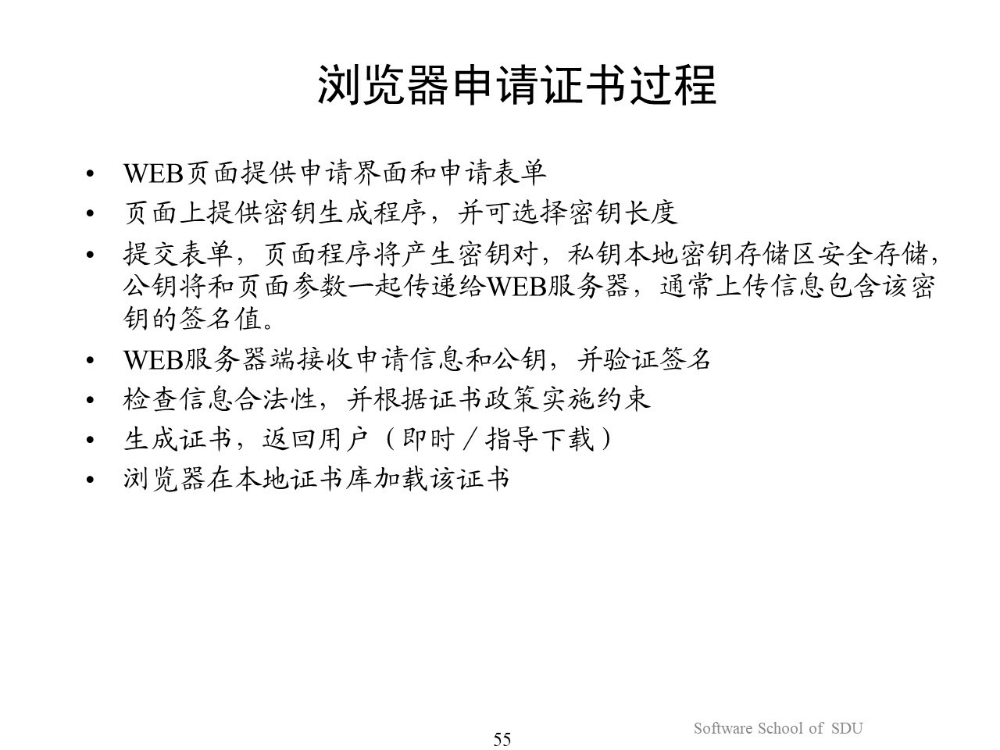 浏览器申请证书过程
• WEB页面提供申请界面和申请表单
• 页面上提供密钥生成程序，并可选择密钥长度
• 提交表单，页面程序将产生密钥对，私钥本地密钥存储区安全存储，
公钥将和页面参数一起传递给WEB服务器，通常上传信息包含该密
钥的签名值。
• WEB服务器端接收申请信息和公钥，并验证签名
• 检查信息合法性，并根据证书政策实施约束
• 生成证书，返回用户（即时／指导下载）
• 浏览器在本地证书库加载该证书
Software School of SDU
55